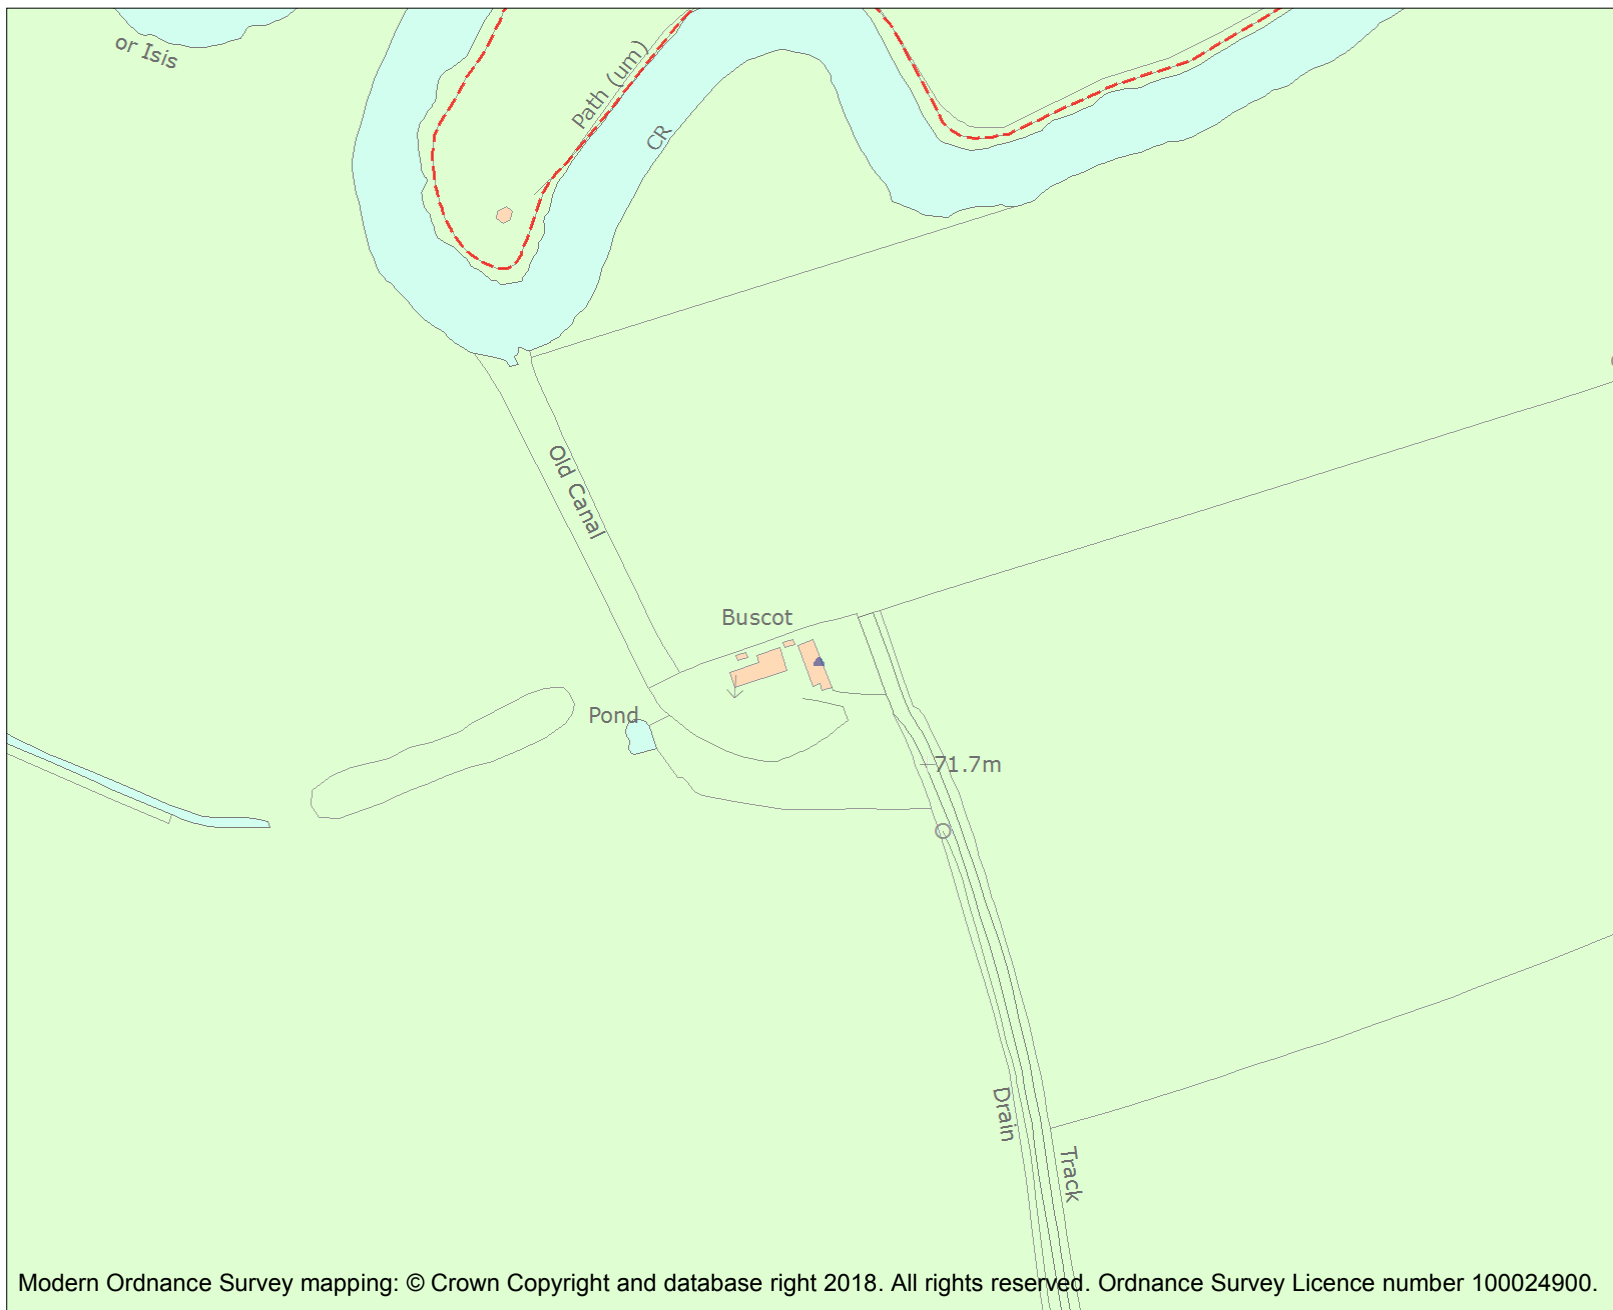 or Isis
Path (um)
CR
Old Canal
Buscot
Pond
71.7m
Drain
Track
Modern Ordnance Survey mapping: © Crown Copyright and database right 2018. All rights reserved. Ordnance Survey Licence number 100024900.